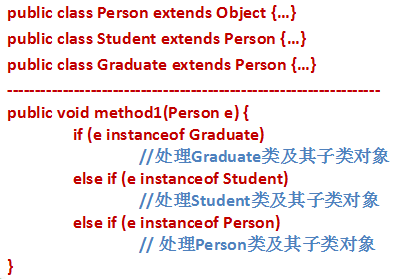 public class Person extends Object {…}
public class Student extends Person {…}
public class Graduate extends Person {…}
----------------------------------------------------------------------
public void method1(Person e) {
if (e instanceof Graduate)
//处理Graduate类及其子类对象
else if (e instanceof Student)
//处理Student类及其子类对象
else if (e instanceof Person)
// 处理Person类及其子类对象
}